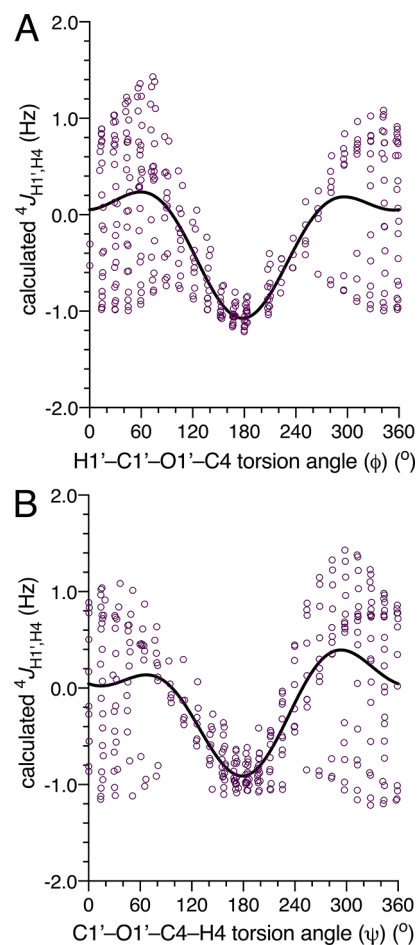 A
2.0
1.0
0.0
-1.0
-2.0
calculated ⁴JH1',H4 (Hz)
0 60 120 180 240 300 360
H1’–C1’–O1’–C4 torsion angle (ϕ) (º)
B
2.0
1.0
0.0
-1.0
-2.0
calculated ⁴JH1',H4 (Hz)
0 60 120 180 240 300 360
C1’–O1’–C4–H4 torsion angle (ψ) (º)